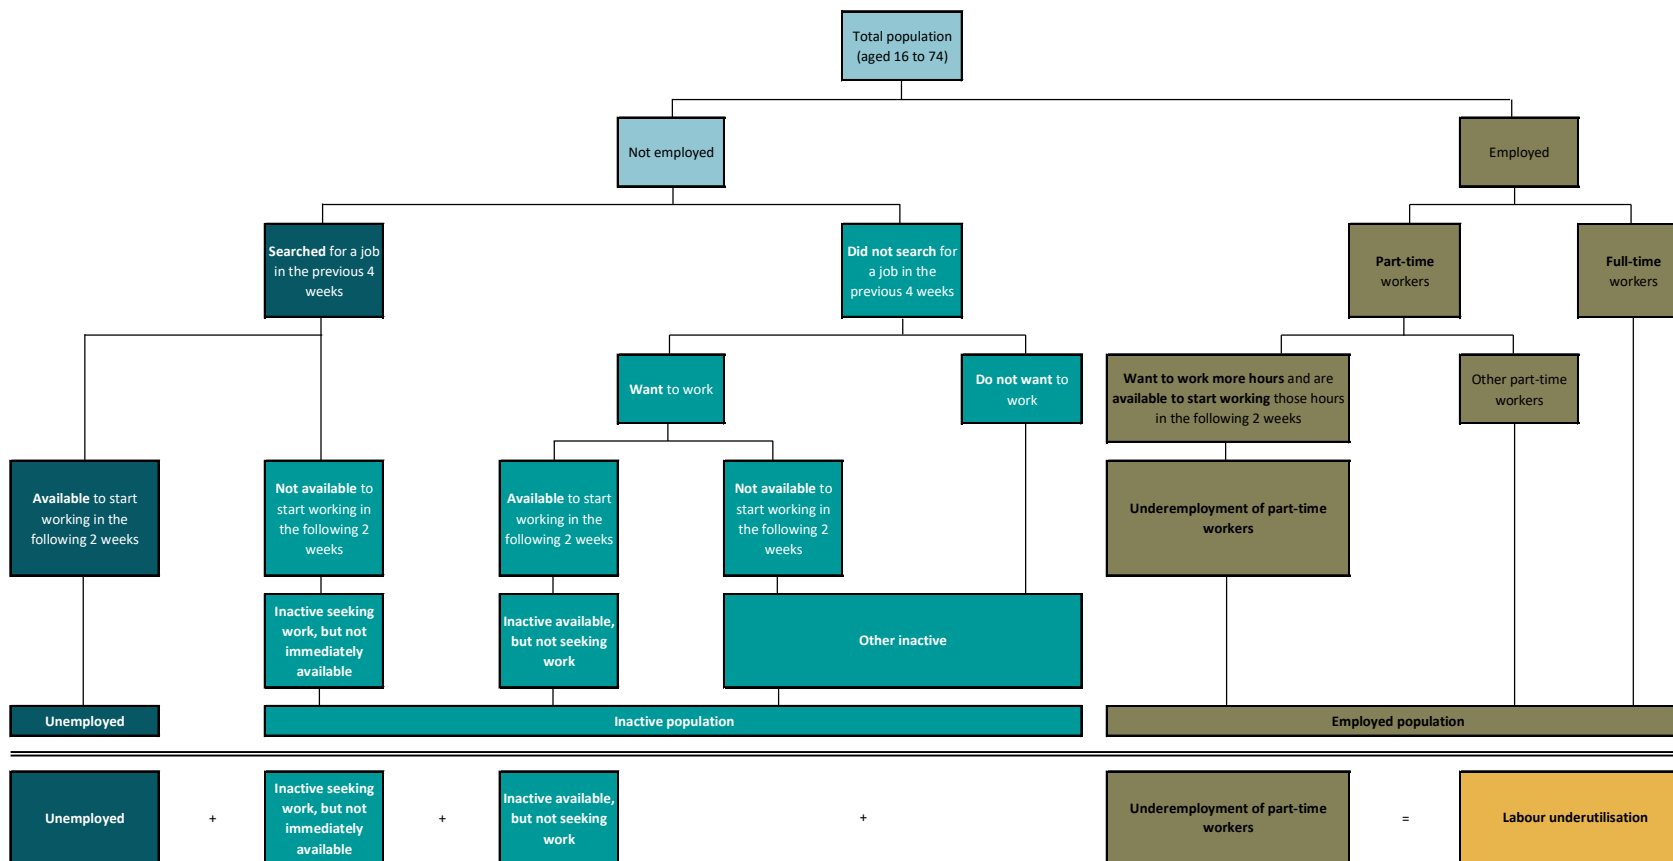 Total population
(aged 16 to 74)
Not employed
Employed
Searched for a job
in the previous 4
weeks
Did not search for
a job in the
previous 4 weeks
Part-time
workers
Full-time
workers
Want to work
Do not want to
work
Want to work more hours and are
available to start working those hours
in the following 2 weeks
Other part-time
workers
Available to start
working in the
following 2 weeks
Not available to
start working in
the following 2
weeks
Available to start
working in the
following 2 weeks
Not available to
start working in
the following 2
weeks
Underemployment of part-time
workers
Inactive seeking
work, but not
immediately
available
Inactive available,
but not seeking
work
Other inactive
Unemployed
Inactive population
Employed population
Unemployed
+
Inactive seeking
work, but not
immediately
available
+
Inactive available,
but not seeking
work
+
Underemployment of part-time
workers
=
Labour underutilisation